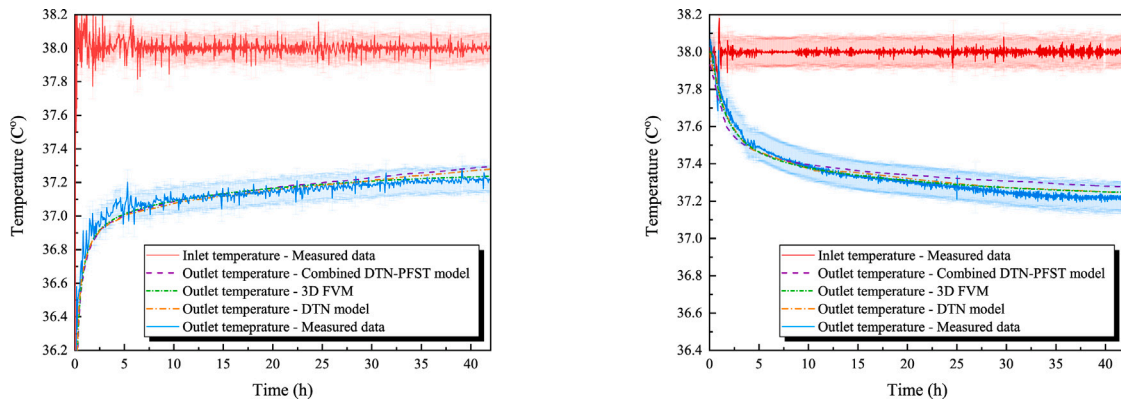 38.2
38.0
37.8
37.6
37.4
37.2
37.0
36.8
36.6
36.4
36.2
Temperature (C°)
0 5 10 15 20 25 30 35 40
Time (h)
Inlet temperature - Measured data
Outlet temperature - Combined DTN-PFST model
Outlet temperature - 3D FVM
Outlet temperature - DTN model
Outlet temeprature - Measured data
38.2
38.0
37.8
37.6
37.4
37.2
37.0
36.8
36.6
36.4
Temperature (C°)
0 5 10 15 20 25 30 35 40
Time (h)
Inlet temperature - Measured data
Outlet temperature - Combined DTN-PFST model
Outlet temperature - 3D FVM
Outlet temperature - DTN model
Outlet temperature - Measured data